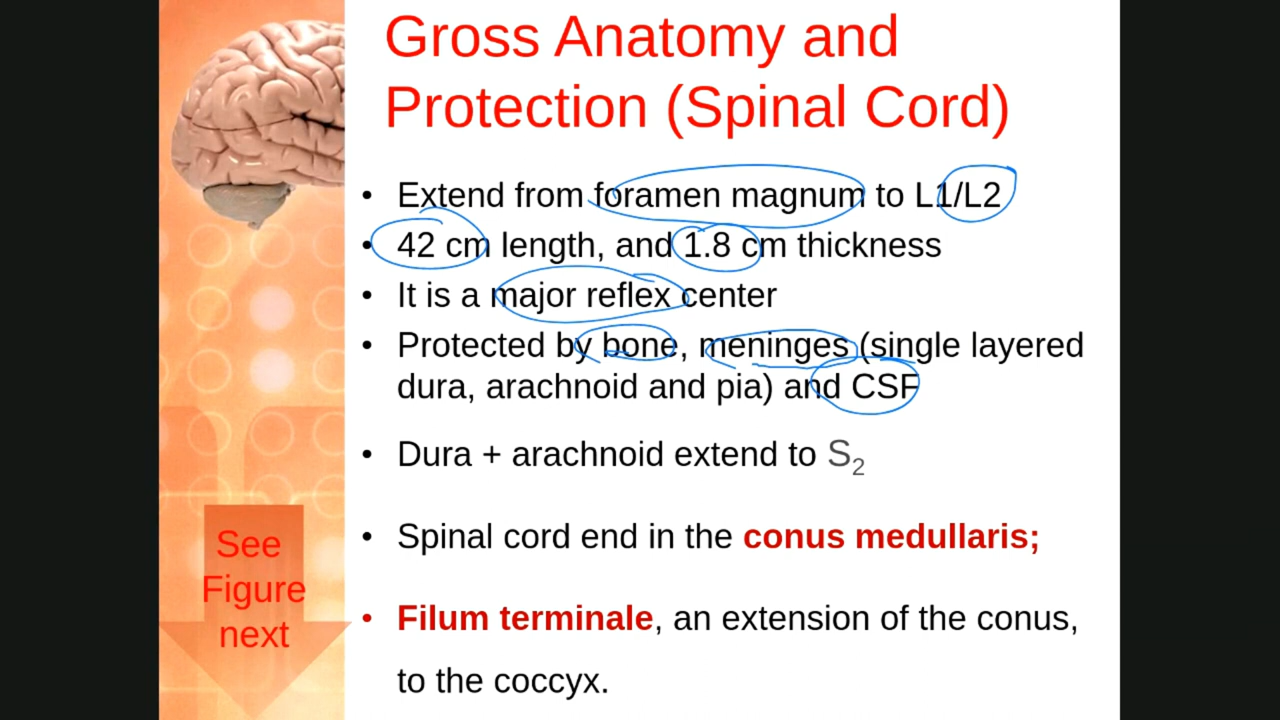 Gross Anatomy and
Protection (Spinal Cord)
• Extend from foramen magnum to L1/L2
• 42 cm length, and 1.8 cm thickness
• It is a major reflex center
• Protected by bone, meninges (single layered
dura, arachnoid and pia) and CSF
• Dura + arachnoid extend to S₂
• Spinal cord end in the conus medullaris;
• Filum terminale, an extension of the conus,
to the coccyx.
See
Figure
next